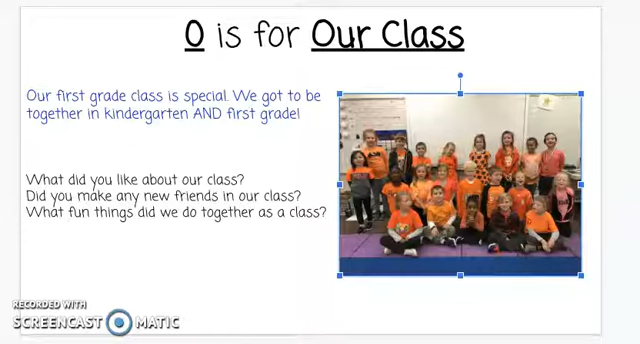 O is for Our Class
Our first grade class is special. We got to be
together in kindergarten AND first grade!
What did you like about our class?
Did you make any new friends in our class?
What fun things did we do together as a class?
RECORDED WITH
SCREENCAST MATIC